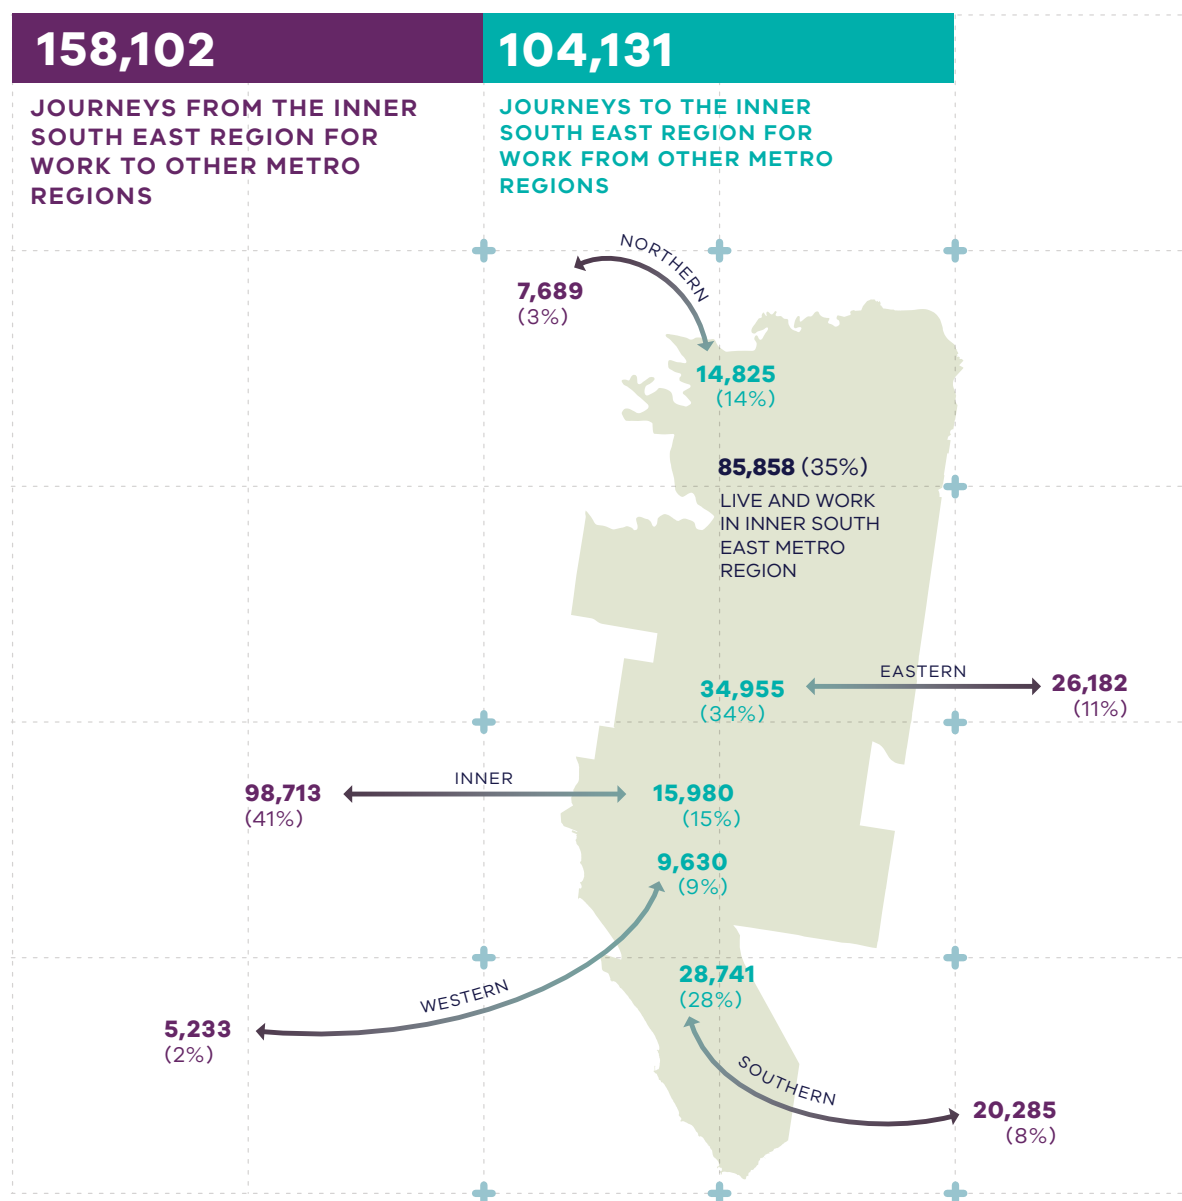 158,102
JOURNEYS FROM THE INNER
SOUTH EAST REGION FOR
WORK TO OTHER METRO
REGIONS
104,131
JOURNEYS TO THE INNER
SOUTH EAST REGION FOR
WORK FROM OTHER METRO
REGIONS
NORTHERN
7,689
(3%)
14,825
(14%)
85,858 (35%)
LIVE AND WORK
IN INNER SOUTH
EAST METRO
REGION
EASTERN
34,955
(34%)
26,182
(11%)
INNER
98,713
(41%)
15,980
(15%)
9,630
(9%)
WESTERN
5,233
(2%)
28,741
(28%)
SOUTHERN
20,285
(8%)